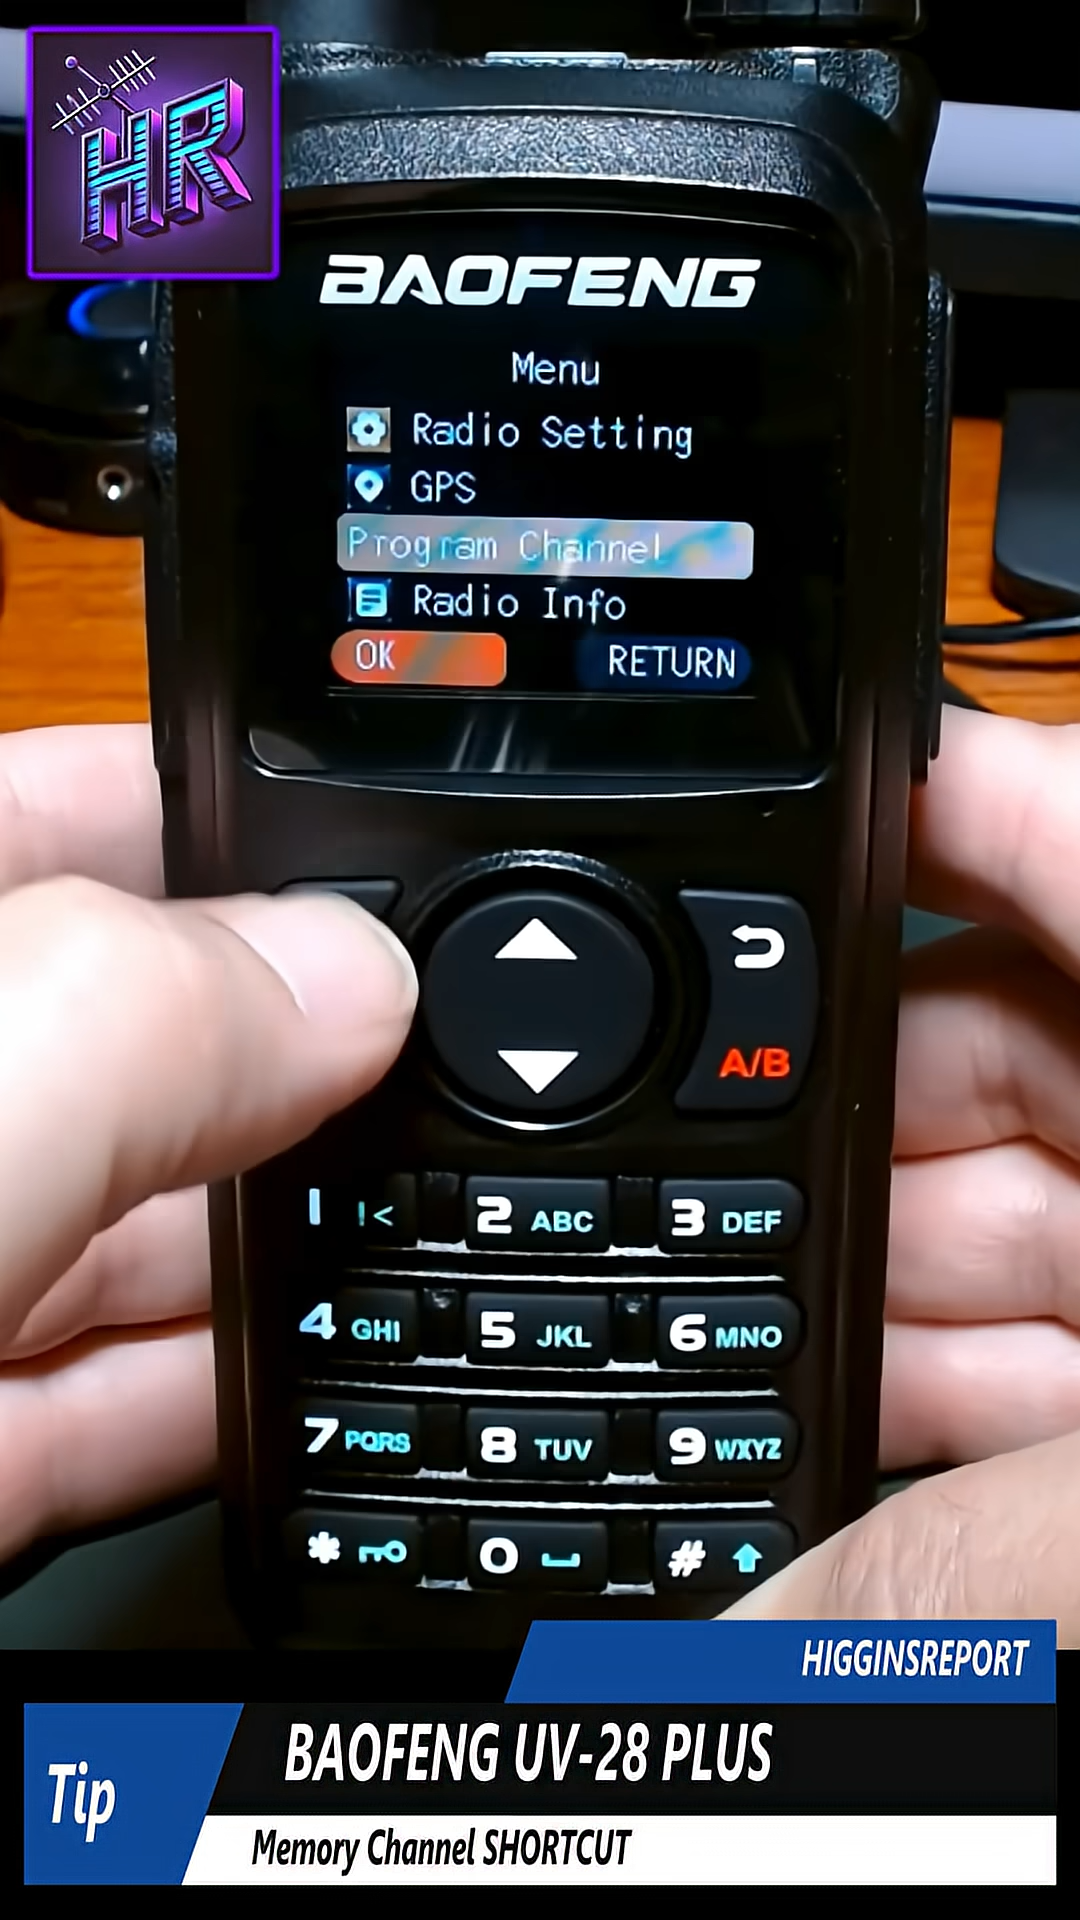 HR
BAOFENG
Menu
Radio Setting
GPS
Program Channel
Radio Info
OK RETURN
A/B
1 !<
2 ABC
3 DEF
4 GHI
5 JKL
6 MNO
7 PQRS
8 TUV
9 WXYZ
*
0
#
HIGGINSREPORT
Tip
BAOFENG UV-28 PLUS
Memory Channel SHORTCUT